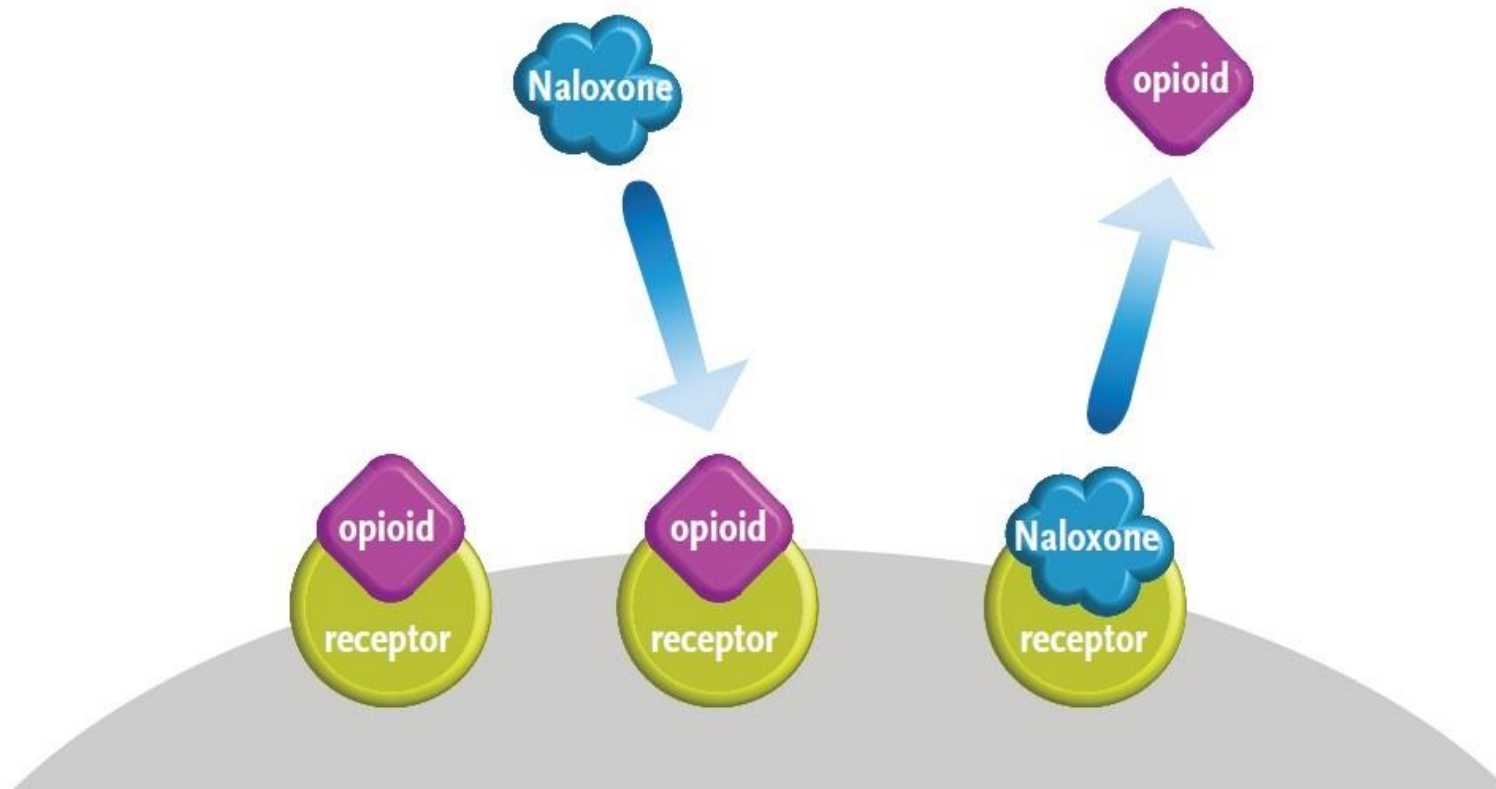 Naloxone
opioid
opioid
receptor
opioid
receptor
Naloxone
receptor